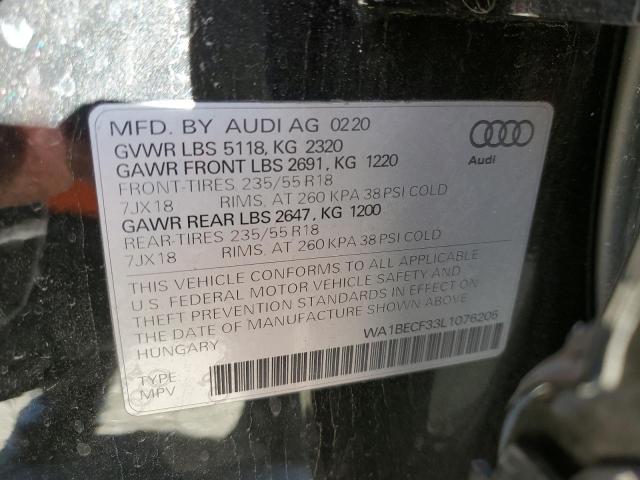 MFD. BY AUDI AG 0220
GVWR LBS 5118, KG 2320
GAWR FRONT LBS 2691, KG 1220
FRONT-TIRES 235/55 R18
7JX18 RIMS, AT 260 KPA 38 PSI COLD
GAWR REAR LBS 2647, KG 1200
REAR-TIRES 235/55 R18
7JX18 RIMS, AT 260 KPA 38 PSI COLD
THIS VEHICLE CONFORMS TO ALL APPLICABLE
U.S. FEDERAL MOTOR VEHICLE SAFETY AND
THEFT PREVENTION STANDARDS IN EFFECT ON
THE DATE OF MANUFACTURE SHOWN ABOVE
HUNGARY
WA1BECF33L1076205
TYPE:
MPV
Audi